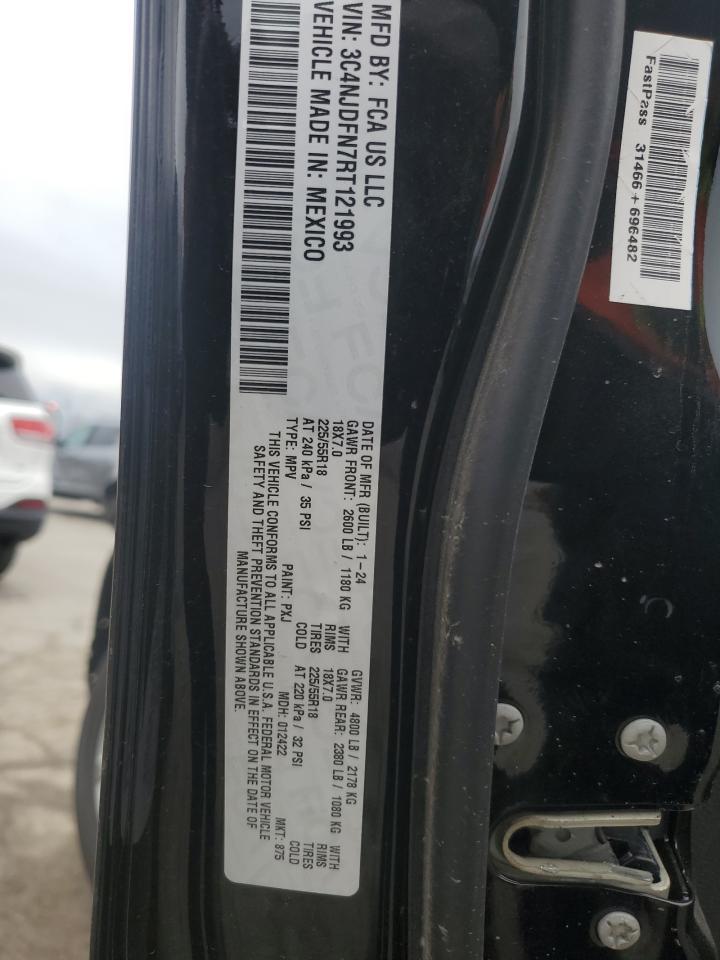 MFD BY: FCA US LLC
VIN: 3C4NJDFN7RT121993
VEHICLE MADE IN: MEXICO
DATE OF MFR (BUILT): 1-24 GVWR: 4800 LB / 2178 KG
GAWR FRONT: 2600 LB / 1180 KG WITH GAWR REAR: 2380 LB / 1080 KG WITH
18X7.0 RIMS 18X7.0 RIMS
225/55R18 TIRES 225/55R18 TIRES
AT 240 kPa / 35 PSI COLD AT 220 kPa / 32 PSI COLD
TYPE: MPV PAINT: PXJ MDH: 012422 MKT: 875
THIS VEHICLE CONFORMS TO ALL APPLICABLE U.S.A. FEDERAL MOTOR VEHICLE
SAFETY AND THEFT PREVENTION STANDARDS IN EFFECT ON THE DATE OF
MANUFACTURE SHOWN ABOVE.
FastPass 31466+696482